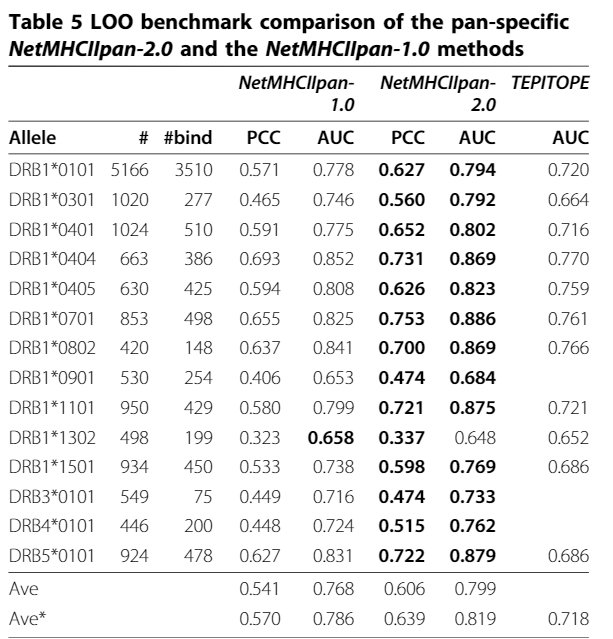 Table 5 LOO benchmark comparison of the pan-specific
NetMHCIIpan-2.0 and the NetMHCIIpan-1.0 methods
NetMHCIIpan-1.0 NetMHCIIpan-2.0 TEPITOPE
Allele # #bind PCC AUC PCC AUC AUC
DRB1*0101 5166 3510 0.571 0.778 0.627 0.794 0.720
DRB1*0301 1020 277 0.465 0.746 0.560 0.792 0.664
DRB1*0401 1024 510 0.591 0.775 0.652 0.802 0.716
DRB1*0404 663 386 0.693 0.852 0.731 0.869 0.770
DRB1*0405 630 425 0.594 0.808 0.626 0.823 0.759
DRB1*0701 853 498 0.655 0.825 0.753 0.886 0.761
DRB1*0802 420 148 0.637 0.841 0.700 0.869 0.766
DRB1*0901 530 254 0.406 0.653 0.474 0.684
DRB1*1101 950 429 0.580 0.799 0.721 0.875 0.721
DRB1*1302 498 199 0.323 0.658 0.337 0.648 0.652
DRB1*1501 934 450 0.533 0.738 0.598 0.769 0.686
DRB3*0101 549 75 0.449 0.716 0.474 0.733
DRB4*0101 446 200 0.448 0.724 0.515 0.762
DRB5*0101 924 478 0.627 0.831 0.722 0.879 0.686
Ave 0.541 0.768 0.606 0.799
Ave* 0.570 0.786 0.639 0.819 0.718